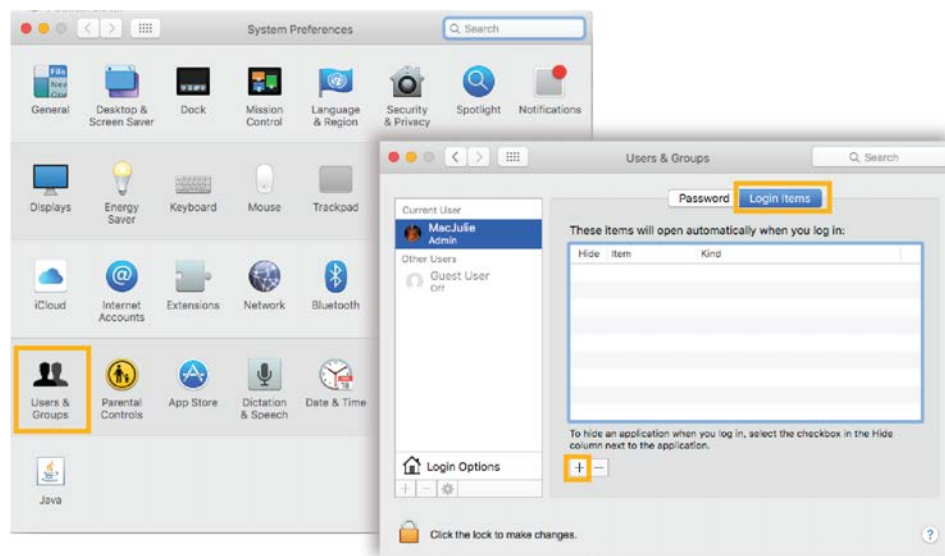 System Preferences
Search
File
New
General
Desktop &
Screen Saver
Dock
Mission
Control
Language
& Region
Security
& Privacy
Spotlight
Notifications
Displays
Energy
Saver
Keyboard
Mouse
Trackpad
iCloud
Internet
Accounts
Extensions
Network
Bluetooth
Users &
Groups
Parental
Controls
App Store
Dictation
& Speech
Date & Time
18
Java
Users & Groups
Search
Password
Login Items
Current User
MacJulie
Admin
Other Users
Guest User
Off
Login Options
These items will open automatically when you log in:
Hide Item Kind
To hide an application when you log in, select the checkbox in the Hide
column next to the application.
+ −
+ −
Click the lock to make changes.
?